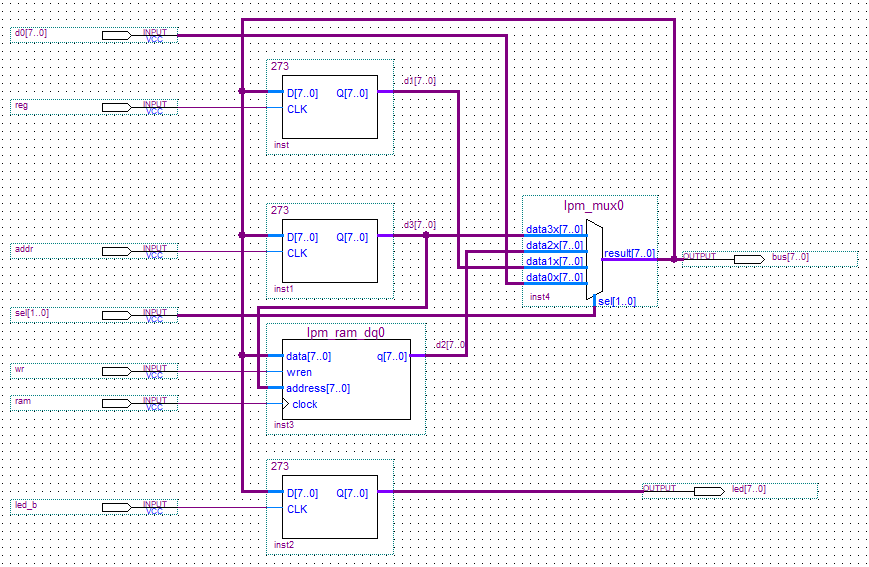 d0[7..0]
INPUT
VCC
273
D[7..0]
Q[7..0]
CLK
inst
d1[7..0]
reg
INPUT
VCC
273
D[7..0]
Q[7..0]
CLK
inst1
d3[7..0]
addr
INPUT
VCC
lpm_mux0
data3x[7..0]
data2x[7..0]
data1x[7..0]
data0x[7..0]
result[7..0]
sel[1..0]
inst4
OUTPUT
bus[7..0]
sel[1..0]
INPUT
VCC
lpm_ram_dq0
data[7..0]
q[7..0]
wren
address[7..0]
clock
inst3
d2[7..0
wr
INPUT
VCC
ram
INPUT
VCC
273
D[7..0]
Q[7..0]
CLK
inst2
OUTPUT
led[7..0]
led_b
INPUT
VCC